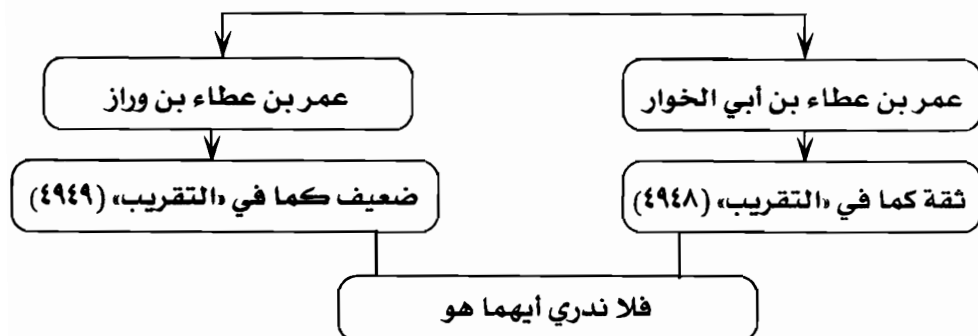 عمر بن عطاء بن أبي الخوار
عمر بن عطاء بن وراز
ثقة كما في «التقريب» (٤٩٤٨)
ضعيف كما في «التقريب» (٤٩٤٩)
فلا ندري أيهما هو